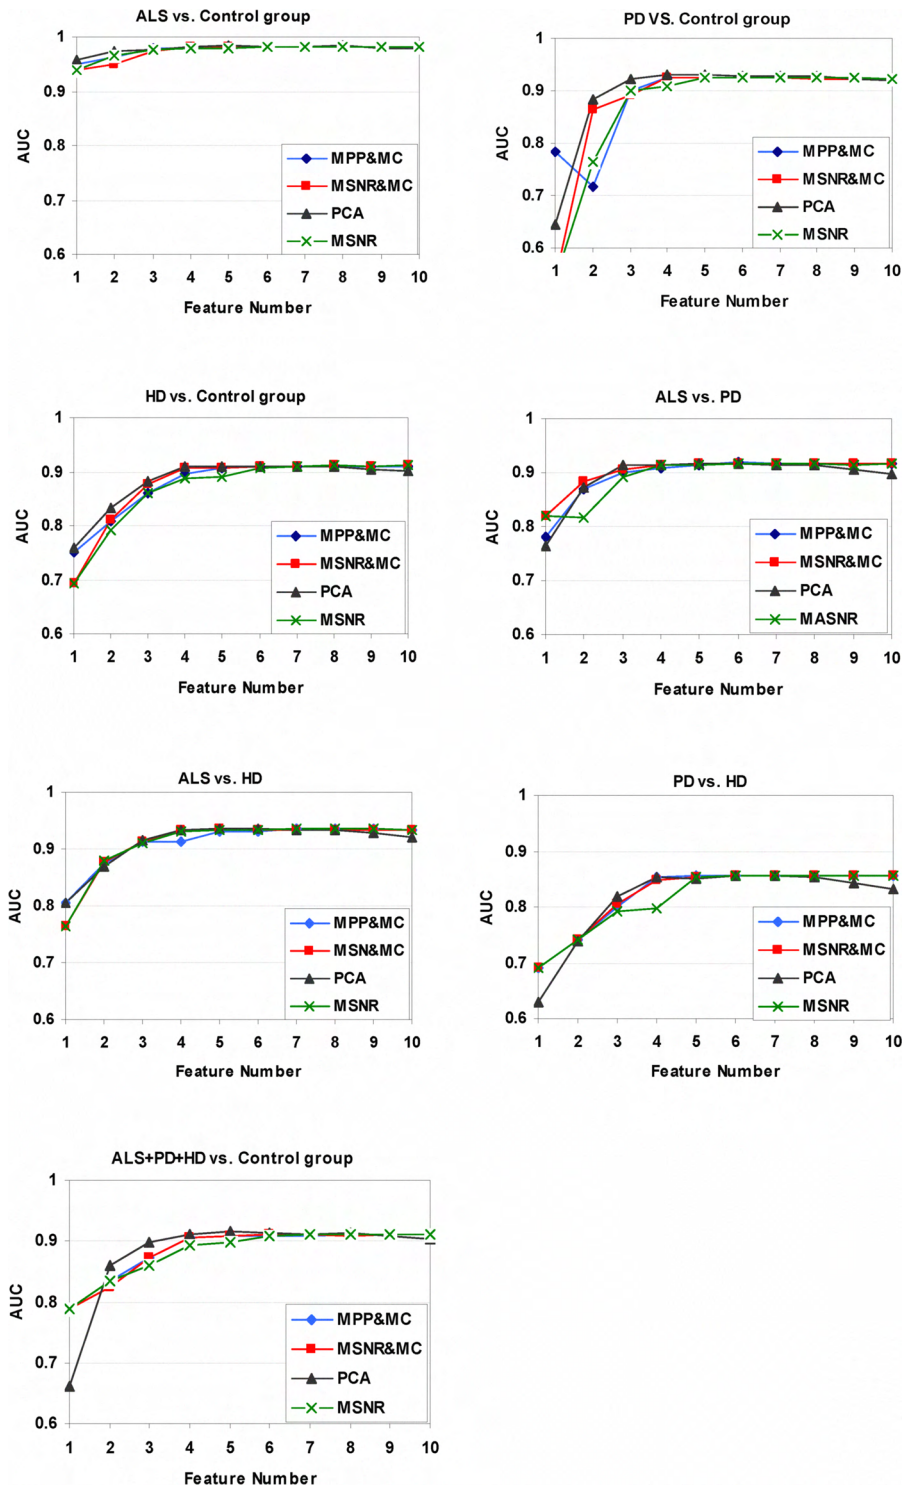 ALS vs. Control group
1
0.9
0.8
0.7
0.6
AUC
MPP&MC
MSNR&MC
PCA
MSNR
1 2 3 4 5 6 7 8 9 10
Feature Number
PD VS. Control group
1
0.9
0.8
0.7
0.6
AUC
MPP&MC
MSNR&MC
PCA
MSNR
1 2 3 4 5 6 7 8 9 10
Feature Number
HD vs. Control group
1
0.9
0.8
0.7
0.6
AUC
MPP&MC
MSNR&MC
PCA
MSNR
1 2 3 4 5 6 7 8 9 10
Feature Number
ALS vs. PD
1
0.9
0.8
0.7
0.6
AUC
MPP&MC
MSNR&MC
PCA
MASNR
1 2 3 4 5 6 7 8 9 10
Feature Number
ALS vs. HD
1
0.9
0.8
0.7
0.6
AUC
MPP&MC
MSN&MC
PCA
MSNR
1 2 3 4 5 6 7 8 9 10
Feature Number
PD vs. HD
1
0.9
0.8
0.7
0.6
AUC
MPP&MC
MSNR&MC
PCA
MSNR
1 2 3 4 5 6 7 8 9 10
Feature Number
ALS+PD+HD vs. Control group
1
0.9
0.8
0.7
0.6
AUC
MPP&MC
MSNR&MC
PCA
MSNR
1 2 3 4 5 6 7 8 9 10
Feature Number